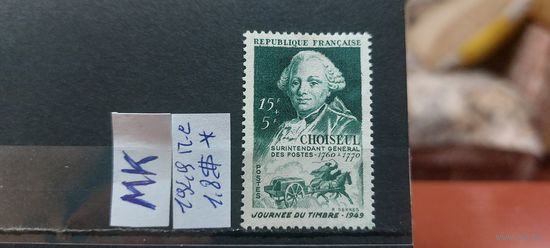 REPUBLIQUE FRANÇAISE
15F
+
5F
CHOISEUL
SURINTENDANT GÉNÉRAL
DES POSTES · 1760 à 1770
POSTES
R. SERRES
JOURNÉE DU TIMBRE · 1949
MK
1.8$ *